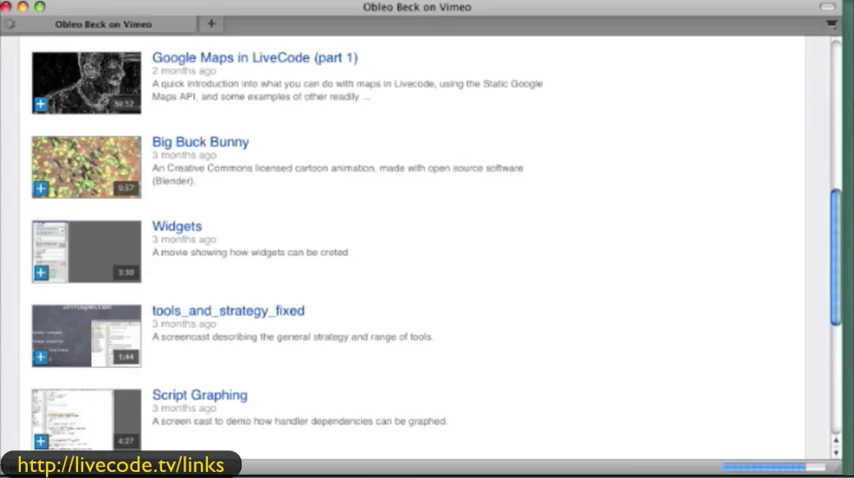 Obleo Beck on Vimeo
Obleo Beck on Vimeo
Google Maps in LiveCode (part 1)
2 months ago
A quick introduction into what you can do with maps in Livecode, using the Static Google
Maps API, and some examples of other readily ...
39:52
Big Buck Bunny
3 months ago
An Creative Commons licensed cartoon animation, made with open source software
(Blender).
9:57
Widgets
3 months ago
A movie showing how widgets can be creted.
3:30
tools_and_strategy_fixed
3 months ago
A screencast describing the general strategy and range of tools.
1:44
Script Graphing
3 months ago
A screen cast to demo how handler dependencies can be graphed.
4:27
http://livecode.tv/links